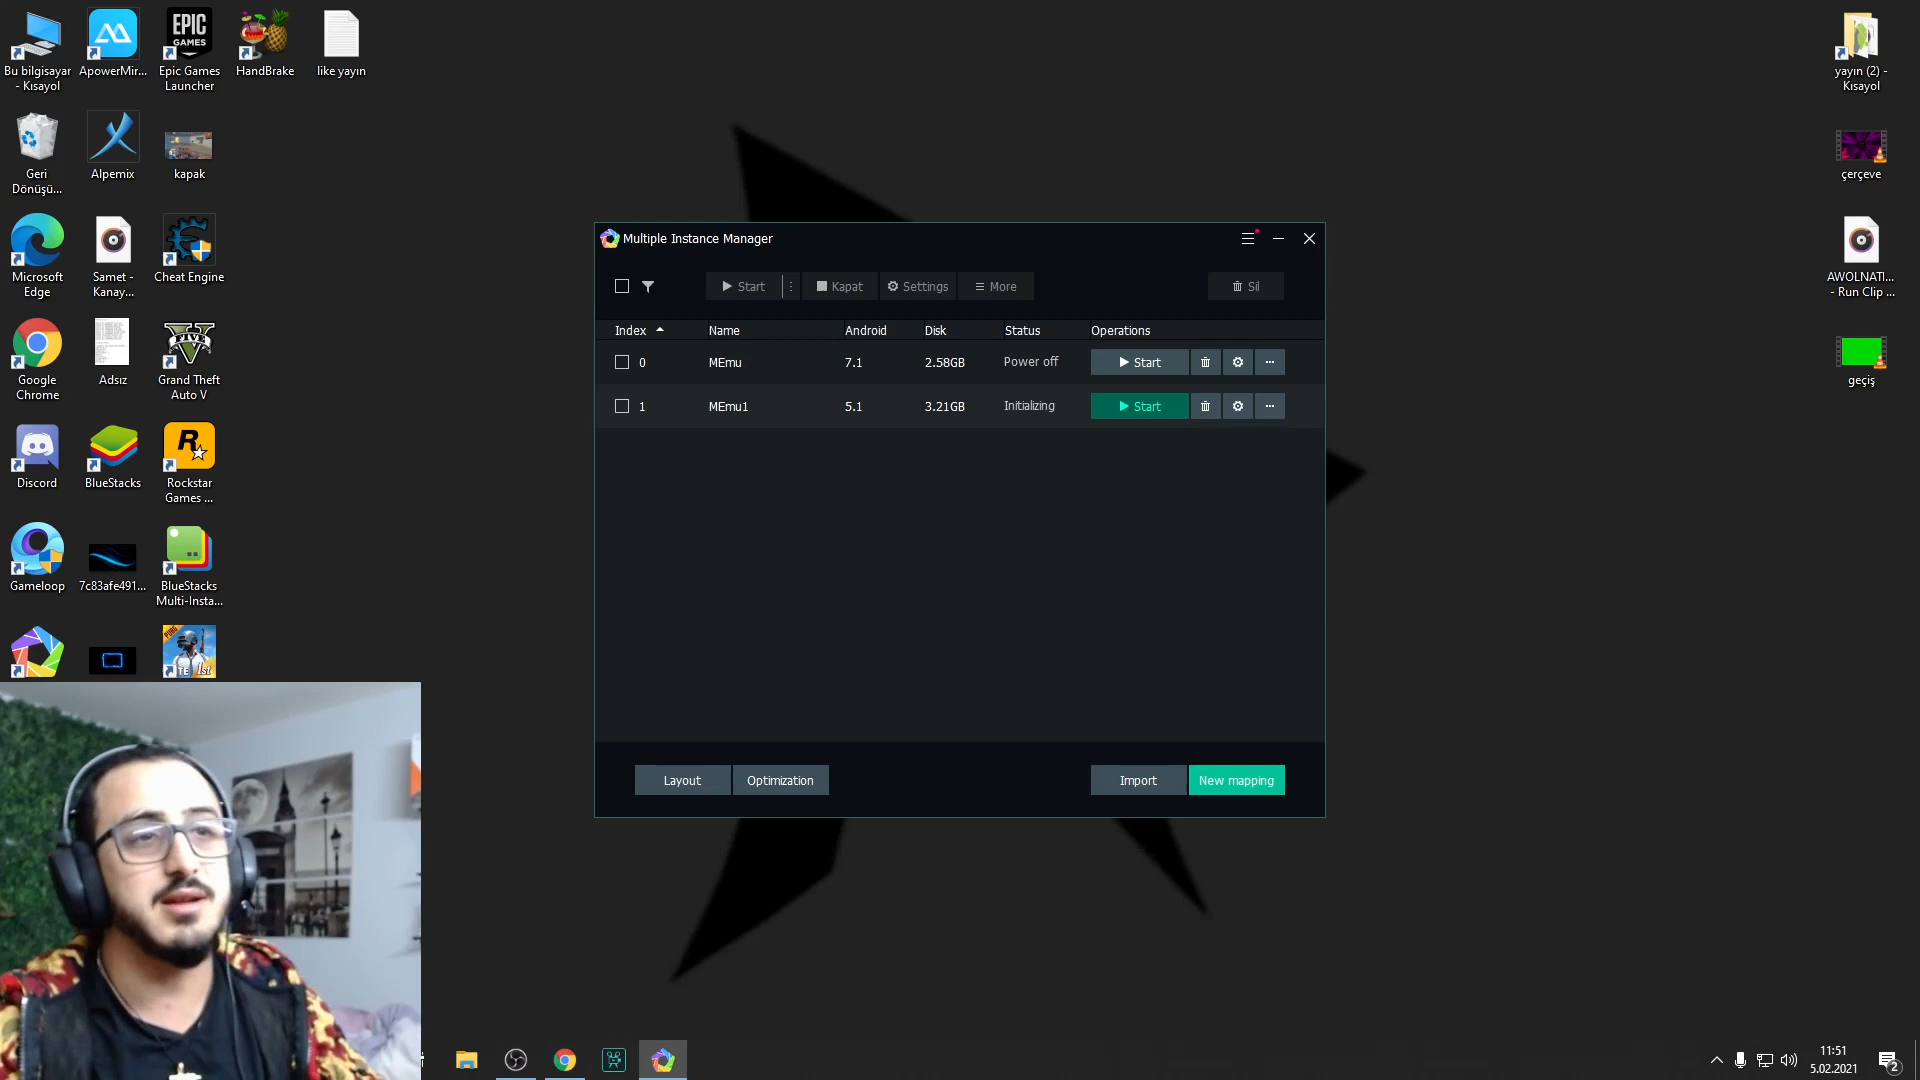 Bu bilgisayar
- Kısayol
ApowerMir...
EPIC
GAMES
Epic Games
Launcher
HandBrake
like yayın
Geri
Dönüşü...
Alpemix
kapak
Microsoft
Edge
Samet -
Kanay...
Cheat Engine
Google
Chrome
Adsız
FIVE
Grand Theft
Auto V
Discord
BlueStacks
R
Rockstar
Games ...
Gameloop
7c83afe491...
BlueStacks
Multi-Insta...
PUBG
1st
yayın (2) -
Kısayol
çerçeve
AWOLNATI...
- Run Clip ...
geçiş
Multiple Instance Manager
Start
Kapat
Settings
More
Sil
Index
Name
Android
Disk
Status
Operations
0
MEmu
7.1
2.58GB
Power off
Start
1
MEmu1
5.1
3.21GB
Initializing
Start
Layout
Optimization
Import
New mapping
11:51
5.02.2021
2